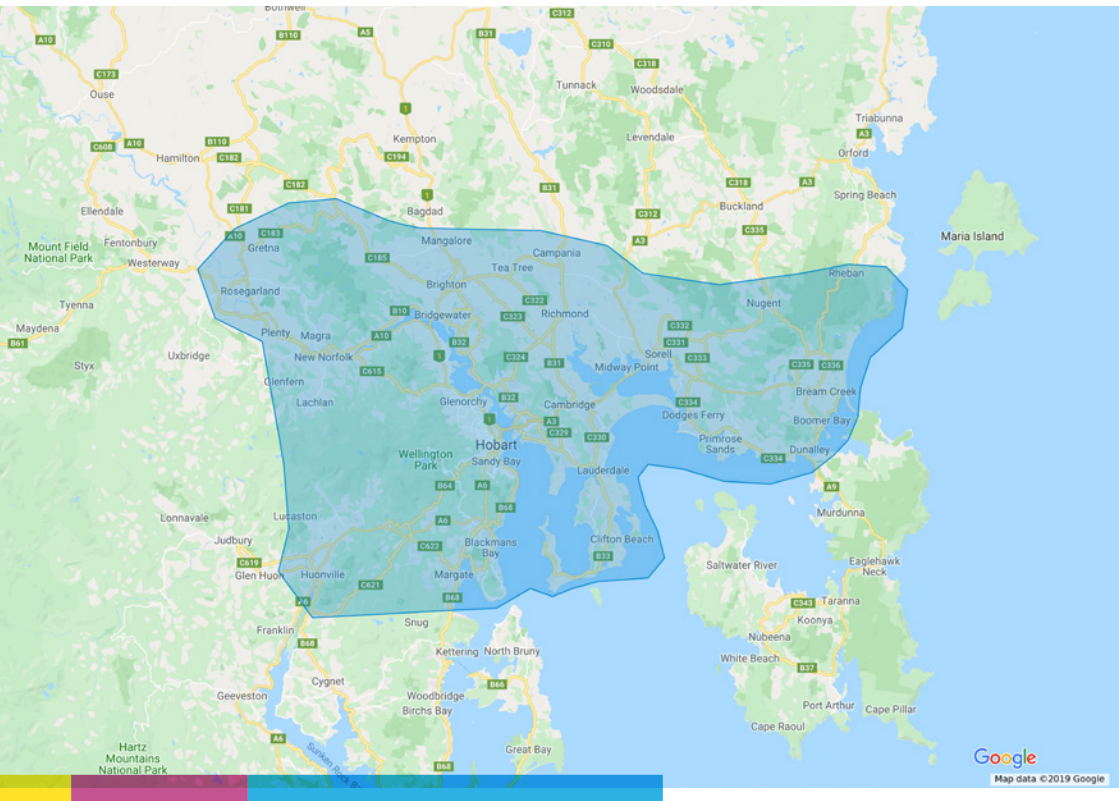 Bothwell
C312
A10
B110
A5
B31
C310
C318
C173
Ouse
Tunnack
Woodsdale
1
Triabunna
C608
A10
B110
Kempton
Levendale
A3
Hamilton
C182
C194
Orford
C182
B31
C318
A3
Spring Beach
1
Ellendale
C181
Bagdad
C312
Buckland
Mount Field
National Park
Fentonbury
A10
C183
Mangalore
A3
C335
Maria Island
Westerway
Gretna
C185
Campania
Tea Tree
Rheban
Rosegarland
Brighton
Tyenna
C322
Nugent
B10
Bridgewater
C323
Richmond
Maydena
Plenty
Magra
A10
C332
B61
Uxbridge
New Norfolk
B32
C331
Styx
1
C324
B31
Sorell
C333
C335
C336
C615
Midway Point
Glenfern
Lachlan
Glenorchy
B32
Cambridge
C334
Bream Creek
1
A3
Dodges Ferry
Boomer Bay
Hobart
C329
C330
Primrose
Sands
Wellington
Park
Sandy Bay
C334
Dunalley
Lauderdale
B64
A6
A9
B68
Lonnavale
Lucaston
A6
Murdunna
Judbury
C622
Blackmans
Bay
Clifton Beach
C619
B33
Saltwater River
Eaglehawk
Neck
Glen Huon
Huonville
C621
Margate
A6
B68
C343
Taranna
Franklin
Snug
Koonya
B68
Kettering
North Bruny
Nubeena
White Beach
B37
Cygnet
B66
Geeveston
Woodbridge
Birchs Bay
Port Arthur
Cape Pillar
Cape Raoul
A6
Hartz
Mountains
National Park
Great Bay
B68
Google
Map data ©2019 Google